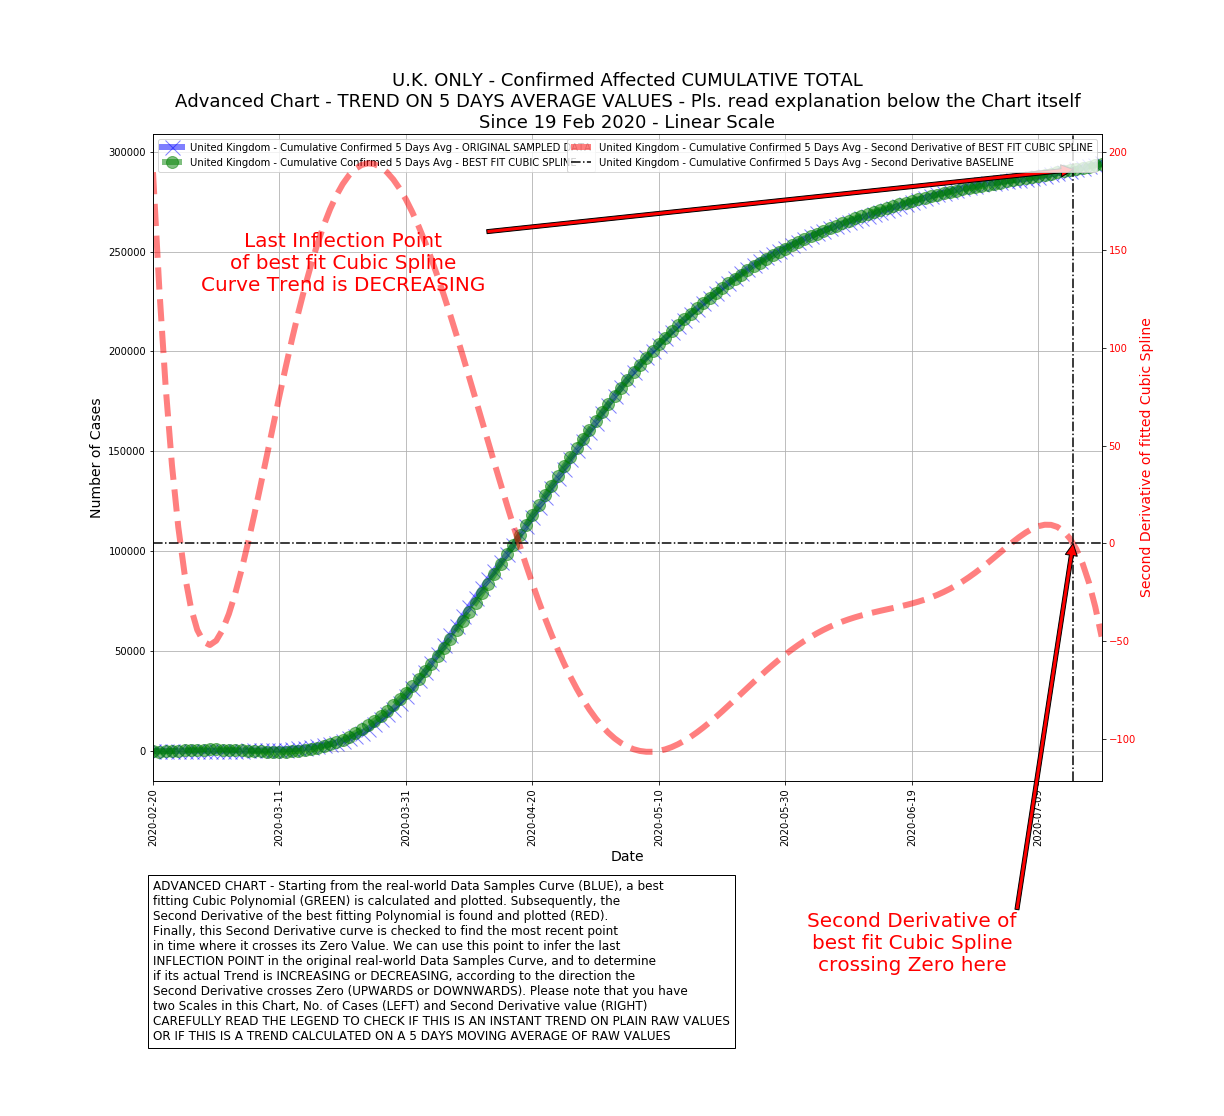 U.K. ONLY - Confirmed Affected CUMULATIVE TOTAL
Advanced Chart - TREND ON 5 DAYS AVERAGE VALUES - Pls. read explanation below the Chart itself
Since 19 Feb 2020 - Linear Scale
United Kingdom - Cumulative Confirmed 5 Days Avg - ORIGINAL SAMPLED
United Kingdom - Cumulative Confirmed 5 Days Avg - BEST FIT CUBIC
United Kingdom - Cumulative Confirmed 5 Days Avg - Second Derivative of BEST FIT CUBIC SPLINE
United Kingdom - Cumulative Confirmed 5 Days Avg - Second Derivative BASELINE
Last Inflection Point
of best fit Cubic Spline
Curve Trend is DECREASING
Number of Cases
300000
250000
200000
150000
100000
50000
0
Second Derivative of fitted Cubic Spline
200
150
100
50
0
−50
−100
2020-02-20
2020-03-11
2020-03-31
2020-04-20
2020-05-10
2020-05-30
2020-06-19
2020-07-09
Date
ADVANCED CHART - Starting from the real-world Data Samples Curve (BLUE), a best
fitting Cubic Polynomial (GREEN) is calculated and plotted. Subsequently, the
Second Derivative of the best fitting Polynomial is found and plotted (RED).
Finally, this Second Derivative curve is checked to find the most recent point
in time where it crosses its Zero Value. We can use this point to infer the last
INFLECTION POINT in the original real-world Data Samples Curve, and to determine
if its actual Trend is INCREASING or DECREASING, according to the direction the
Second Derivative crosses Zero (UPWARDS or DOWNWARDS). Please note that you have
two Scales in this Chart, No. of Cases (LEFT) and Second Derivative value (RIGHT)
CAREFULLY READ THE LEGEND TO CHECK IF THIS IS AN INSTANT TREND ON PLAIN RAW VALUES
OR IF THIS IS A TREND CALCULATED ON A 5 DAYS MOVING AVERAGE OF RAW VALUES
Second Derivative of
best fit Cubic Spline
crossing Zero here